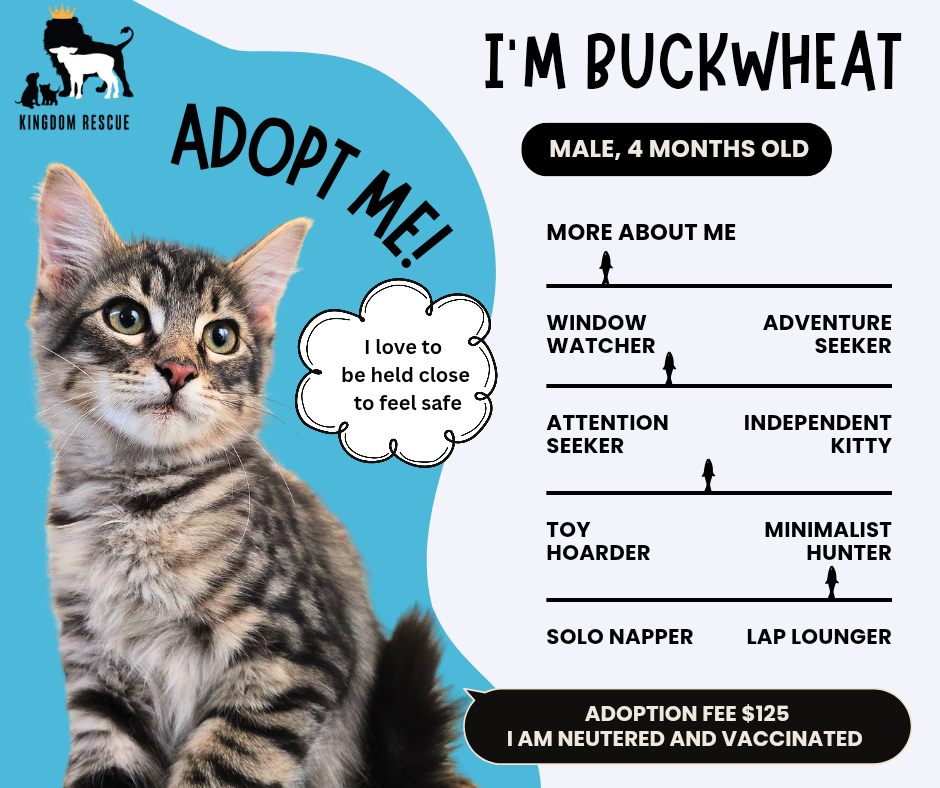 KINGDOM RESCUE
ADOPT ME!
I'M BUCKWHEAT
MALE, 4 MONTHS OLD
MORE ABOUT ME
I love to
be held close
to feel safe
WINDOW
WATCHER
ADVENTURE
SEEKER
ATTENTION
SEEKER
INDEPENDENT
KITTY
TOY
HOARDER
MINIMALIST
HUNTER
SOLO NAPPER
LAP LOUNGER
ADOPTION FEE $125
I AM NEUTERED AND VACCINATED